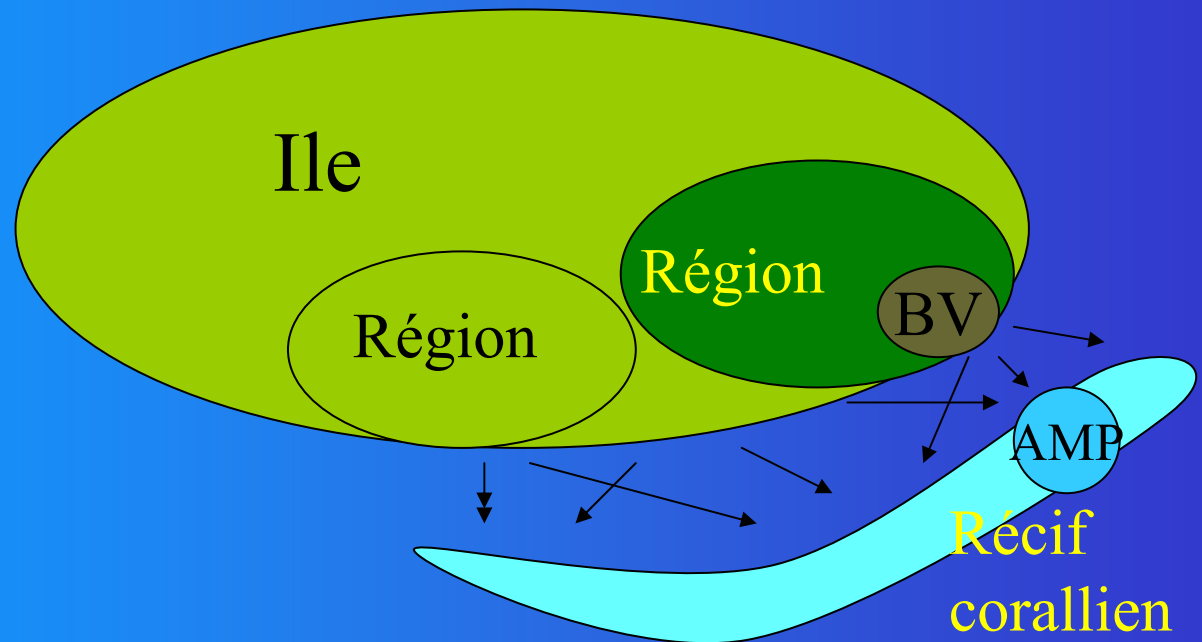 Ile
Région
Région
BV
AMP
Récif
corallien